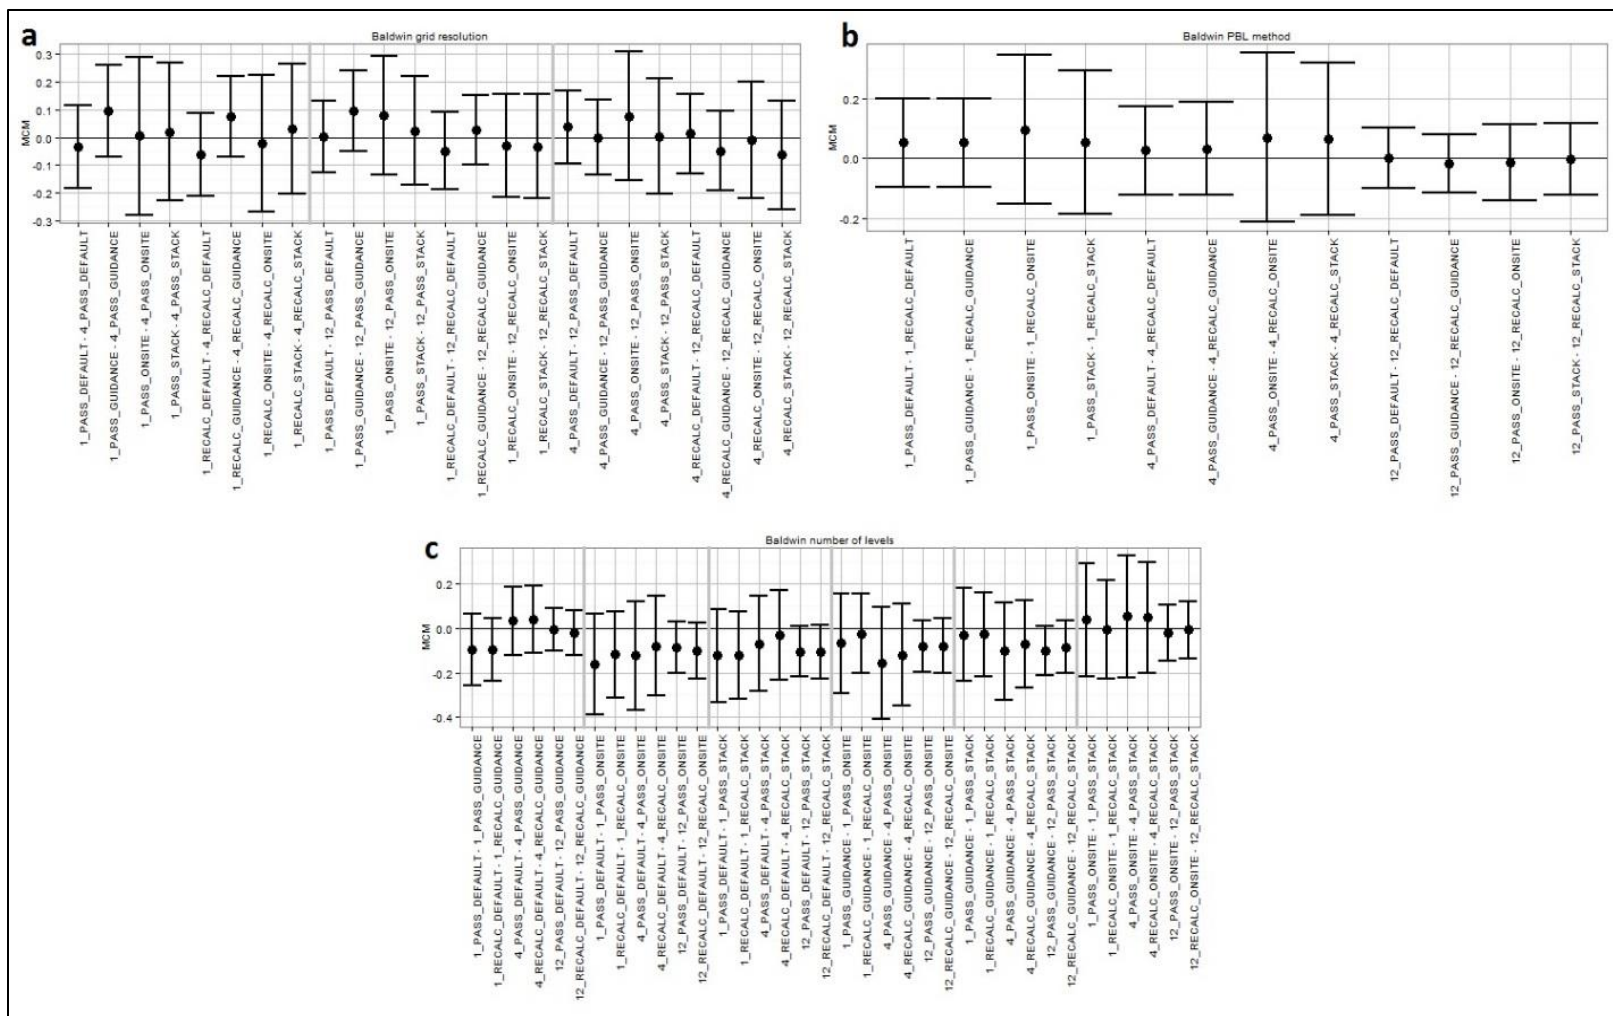 a
Baldwin grid resolution
MCM
0.3
0.2
0.1
0.0
-0.1
-0.2
-0.3
1_PASS_DEFAULT - 4_PASS_DEFAULT
1_PASS_GUIDANCE - 4_PASS_GUIDANCE
1_PASS_ONSITE - 4_PASS_ONSITE
1_PASS_STACK - 4_PASS_STACK
1_RECALC_DEFAULT - 4_RECALC_DEFAULT
1_RECALC_GUIDANCE - 4_RECALC_GUIDANCE
1_RECALC_ONSITE - 4_RECALC_ONSITE
1_RECALC_STACK - 4_RECALC_STACK
1_PASS_DEFAULT - 12_PASS_DEFAULT
1_PASS_GUIDANCE - 12_PASS_GUIDANCE
1_PASS_ONSITE - 12_PASS_ONSITE
1_PASS_STACK - 12_PASS_STACK
1_RECALC_DEFAULT - 12_RECALC_DEFAULT
1_RECALC_GUIDANCE - 12_RECALC_GUIDANCE
1_RECALC_ONSITE - 12_RECALC_ONSITE
1_RECALC_STACK - 12_RECALC_STACK
4_PASS_DEFAULT - 12_PASS_DEFAULT
4_PASS_GUIDANCE - 12_PASS_GUIDANCE
4_PASS_ONSITE - 12_PASS_ONSITE
4_PASS_STACK - 12_PASS_STACK
4_RECALC_DEFAULT - 12_RECALC_DEFAULT
4_RECALC_GUIDANCE - 12_RECALC_GUIDANCE
4_RECALC_ONSITE - 12_RECALC_ONSITE
4_RECALC_STACK - 12_RECALC_STACK
b
Baldwin PBL method
MCM
0.2
0.0
-0.2
1_PASS_DEFAULT - 1_RECALC_DEFAULT
1_PASS_GUIDANCE - 1_RECALC_GUIDANCE
1_PASS_ONSITE - 1_RECALC_ONSITE
1_PASS_STACK - 1_RECALC_STACK
4_PASS_DEFAULT - 4_RECALC_DEFAULT
4_PASS_GUIDANCE - 4_RECALC_GUIDANCE
4_PASS_ONSITE - 4_RECALC_ONSITE
4_PASS_STACK - 4_RECALC_STACK
12_PASS_DEFAULT - 12_RECALC_DEFAULT
12_PASS_GUIDANCE - 12_RECALC_GUIDANCE
12_PASS_ONSITE - 12_RECALC_ONSITE
12_PASS_STACK - 12_RECALC_STACK
c
Baldwin number of levels
MCM
0.2
0.0
-0.2
-0.4
1_PASS_DEFAULT - 1_PASS_GUIDANCE
1_RECALC_DEFAULT - 1_RECALC_GUIDANCE
4_PASS_DEFAULT - 4_PASS_GUIDANCE
4_RECALC_DEFAULT - 4_RECALC_GUIDANCE
12_PASS_DEFAULT - 12_PASS_GUIDANCE
12_RECALC_DEFAULT - 12_RECALC_GUIDANCE
1_PASS_DEFAULT - 1_PASS_ONSITE
1_RECALC_DEFAULT - 1_RECALC_ONSITE
4_PASS_DEFAULT - 4_PASS_ONSITE
4_RECALC_DEFAULT - 4_RECALC_ONSITE
12_PASS_DEFAULT - 12_PASS_ONSITE
12_RECALC_DEFAULT - 12_RECALC_ONSITE
1_PASS_DEFAULT - 1_PASS_STACK
1_RECALC_DEFAULT - 1_RECALC_STACK
4_PASS_DEFAULT - 4_PASS_STACK
4_RECALC_DEFAULT - 4_RECALC_STACK
12_PASS_DEFAULT - 12_PASS_STACK
12_RECALC_DEFAULT - 12_RECALC_STACK
1_PASS_GUIDANCE - 1_PASS_ONSITE
1_RECALC_GUIDANCE - 1_RECALC_ONSITE
4_PASS_GUIDANCE - 4_PASS_ONSITE
4_RECALC_GUIDANCE - 4_RECALC_ONSITE
12_PASS_GUIDANCE - 12_PASS_ONSITE
12_RECALC_GUIDANCE - 12_RECALC_ONSITE
1_PASS_GUIDANCE - 1_PASS_STACK
1_RECALC_GUIDANCE - 1_RECALC_STACK
4_PASS_GUIDANCE - 4_PASS_STACK
4_RECALC_GUIDANCE - 4_RECALC_STACK
12_PASS_GUIDANCE - 12_PASS_STACK
12_RECALC_GUIDANCE - 12_RECALC_STACK
1_PASS_ONSITE - 1_PASS_STACK
1_RECALC_ONSITE - 1_RECALC_STACK
4_PASS_ONSITE - 4_PASS_STACK
4_RECALC_ONSITE - 4_RECALC_STACK
12_PASS_ONSITE - 12_PASS_STACK
12_RECALC_ONSITE - 12_RECALC_STACK